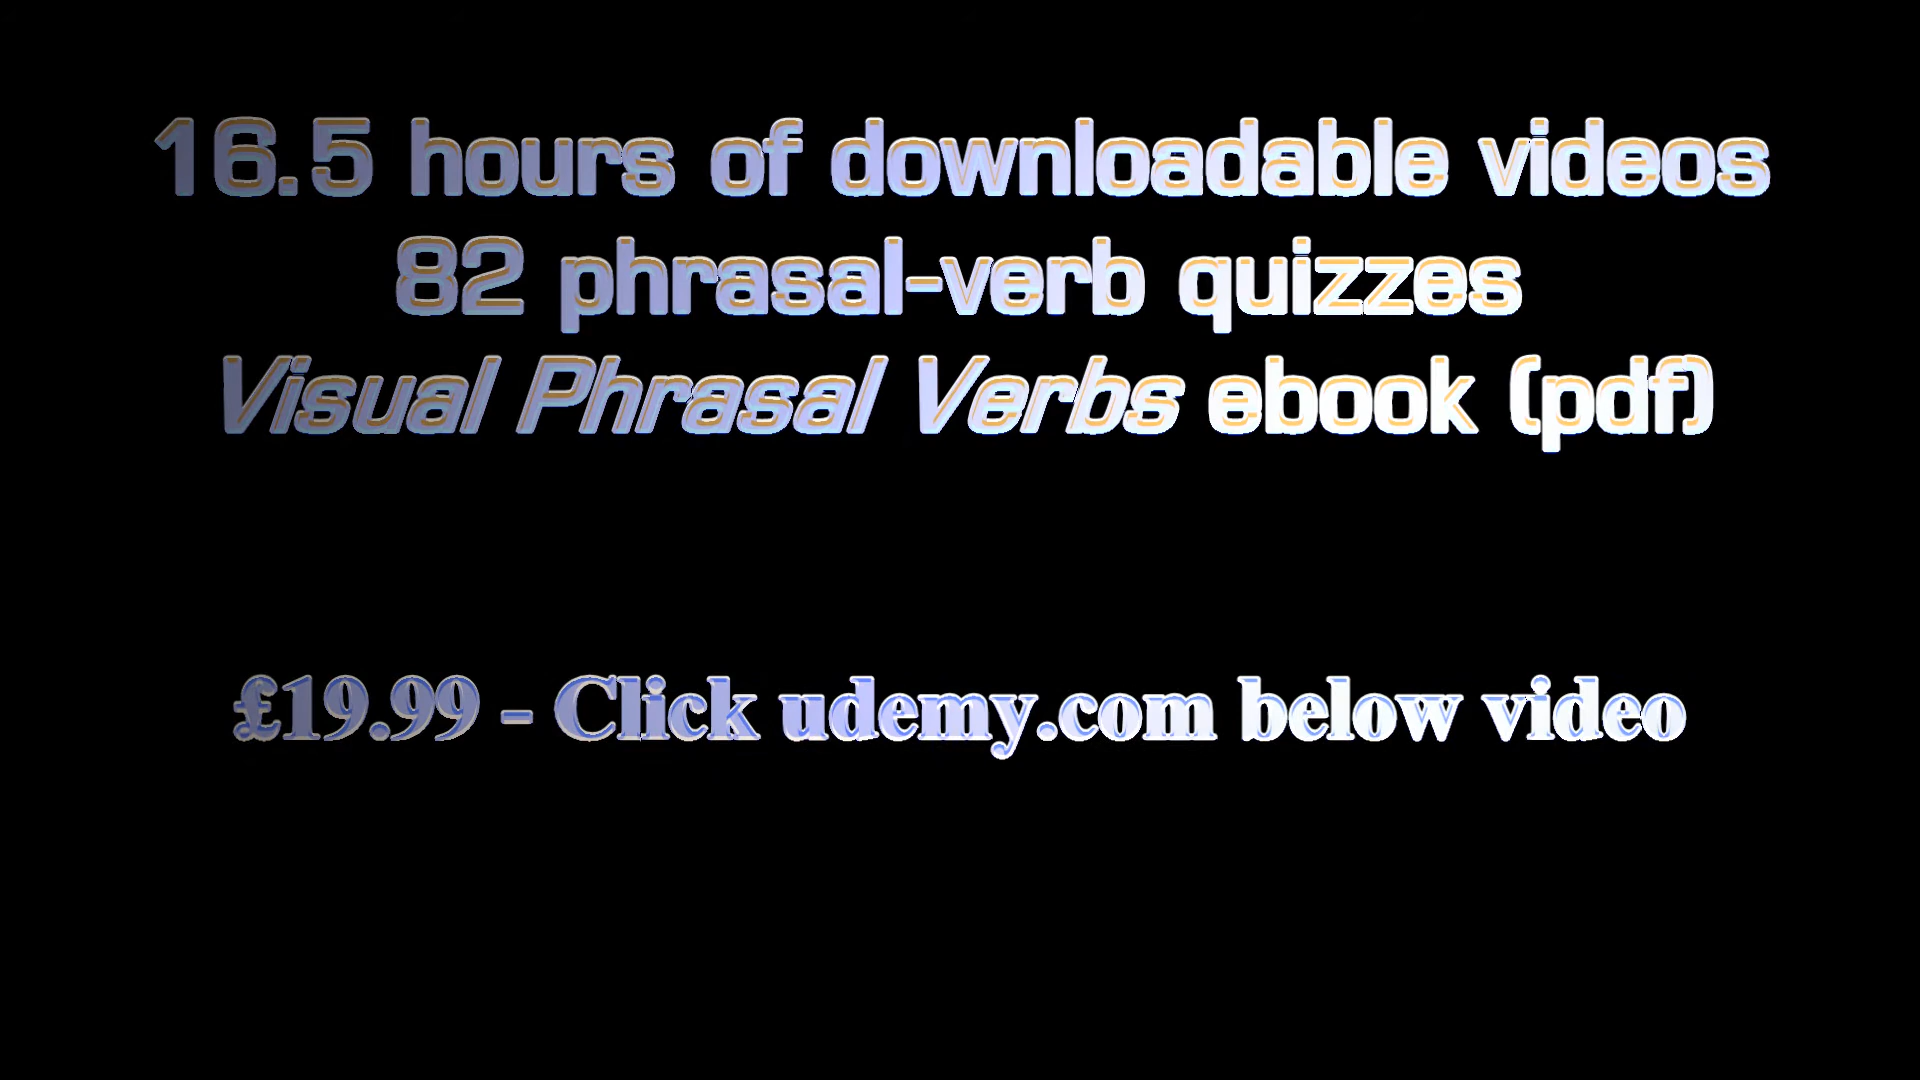 16.5 hours of downloadable videos
82 phrasal-verb quizzes
Visual Phrasal Verbs ebook (pdf)
£19.99 - Click udemy.com below video